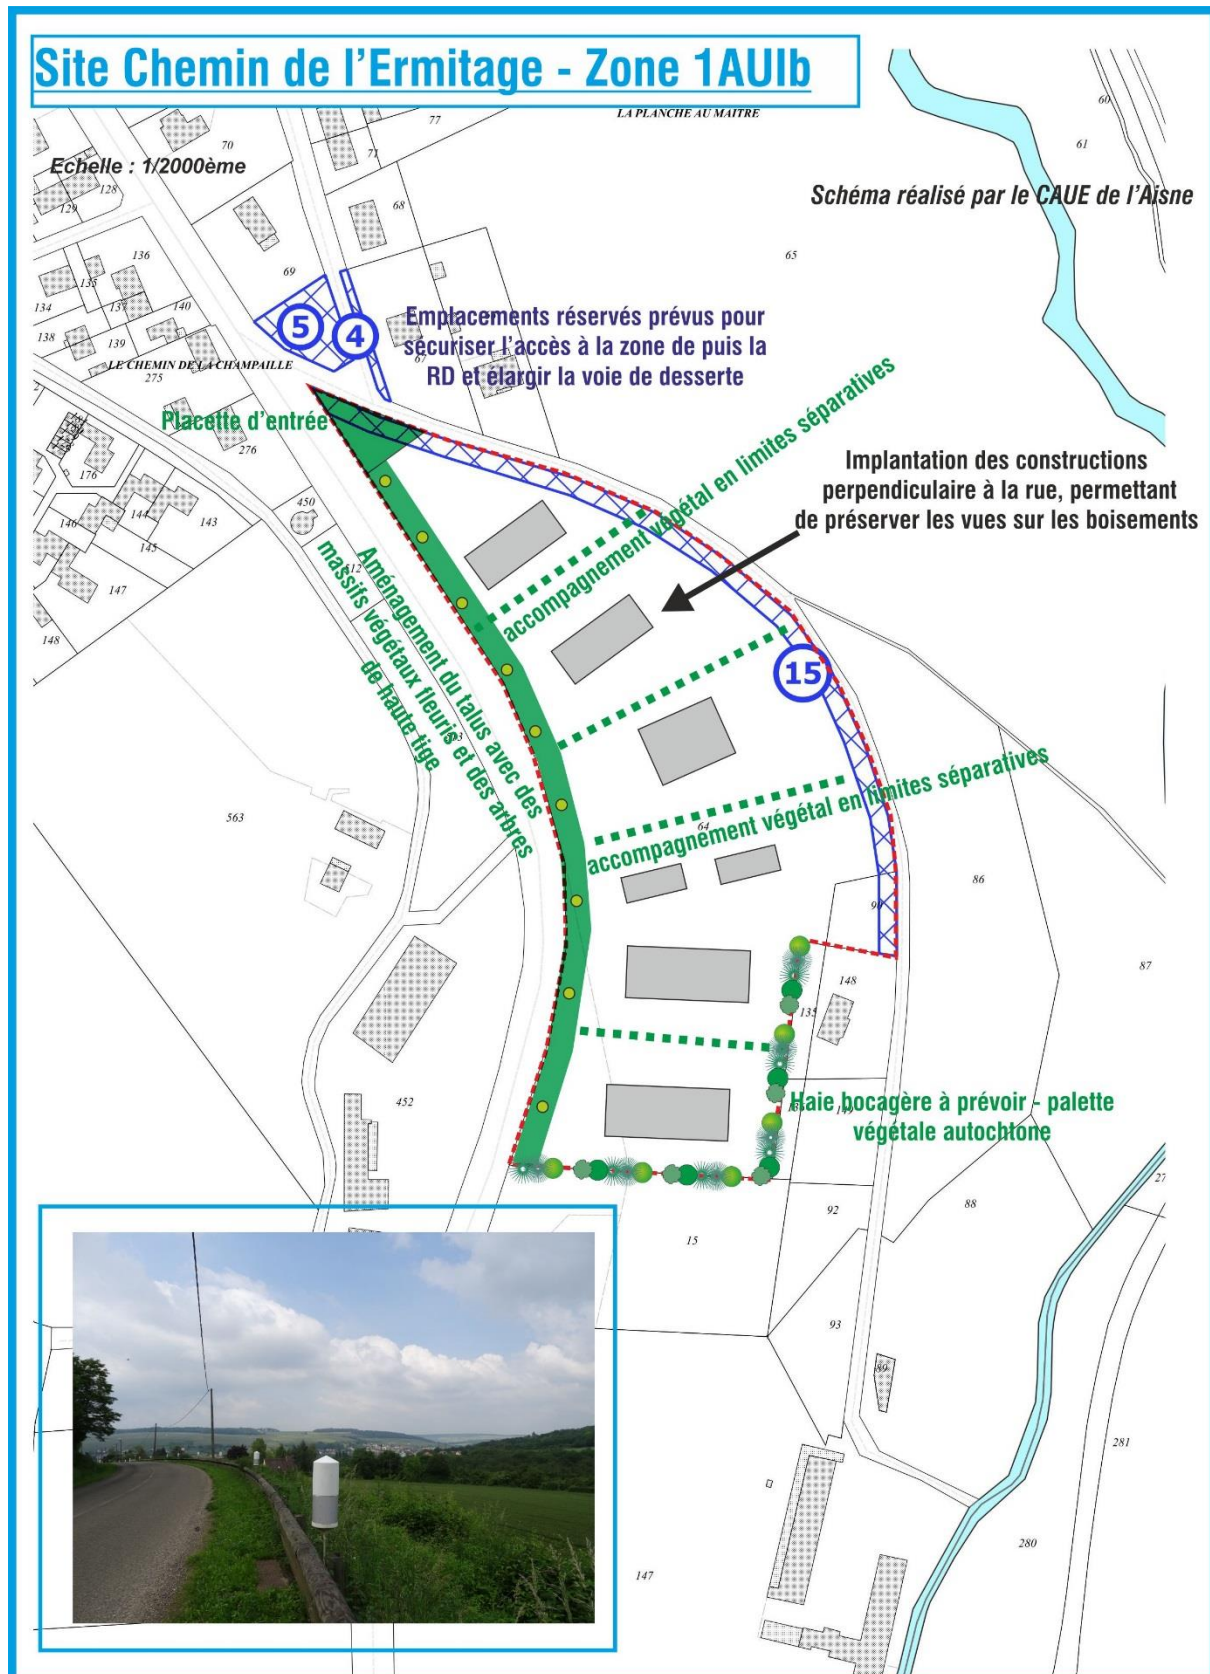 Site Chemin de l'Ermitage - Zone 1AUIb
LA PLANCHE AU MAITRE
Echelle : 1/2000ème
Schéma réalisé par le CAUE de l'Aisne
77
60
70
71
61
128
129
68
136
65
69
135
134
137
140
5
4
Emplacements réservés prévus pour
sécuriser l'accès à la zone de puis la
RD et élargir la voie de desserte
67
138
139
LE CHEMIN DE LA CHAMPAILLE
275
Placette d'entrée
276
176
accompagnement végétal en limites séparatives
Implantation des constructions
perpendiculaire à la rue, permettant
de préserver les vues sur les boisements
450
146
144
143
145
512
147
148
Aménagement du talus avec des
massifs végétaux fleuris et des arbres
de haute tige
15
accompagnement végétal en limites séparatives
64
563
86
87
148
135
452
Haie bocagère à prévoir - palette
végétale autochtone
149
92
88
27
15
93
89
281
280
147